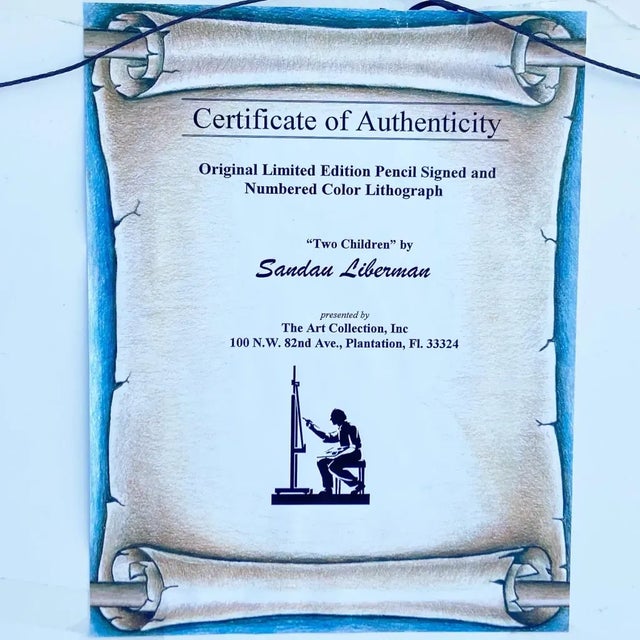 Certificate of Authenticity
Original Limited Edition Pencil Signed and
Numbered Color Lithograph
“Two Children” by
Sandau Liberman
presented by
The Art Collection, Inc
100 N.W. 82nd Ave., Plantation, Fl. 33324